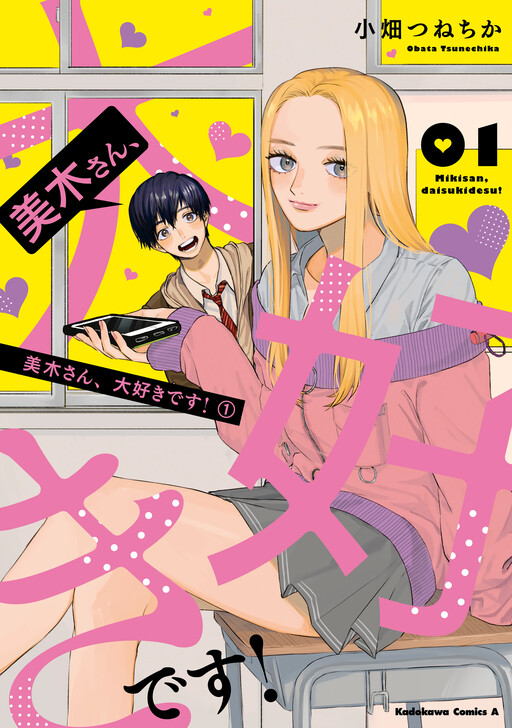 小畑つねちか
Obata Tsunechika
01
Mikisan,
daisukidesu!
美木さん、
大好き
です!
美木さん、大好きです!①
Kadokawa Comics A